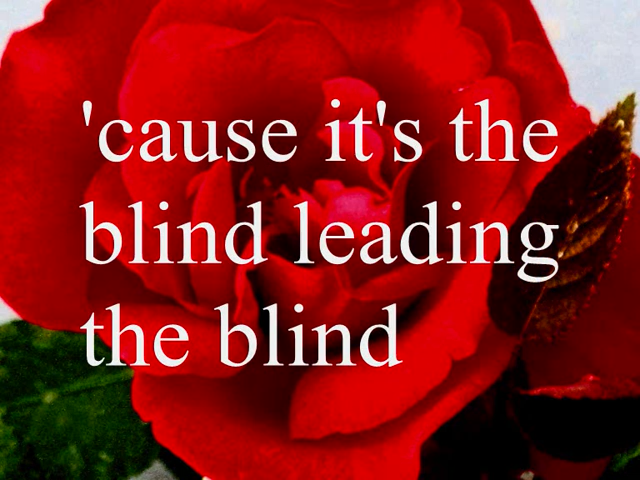 'cause it's the
blind leading
the blind